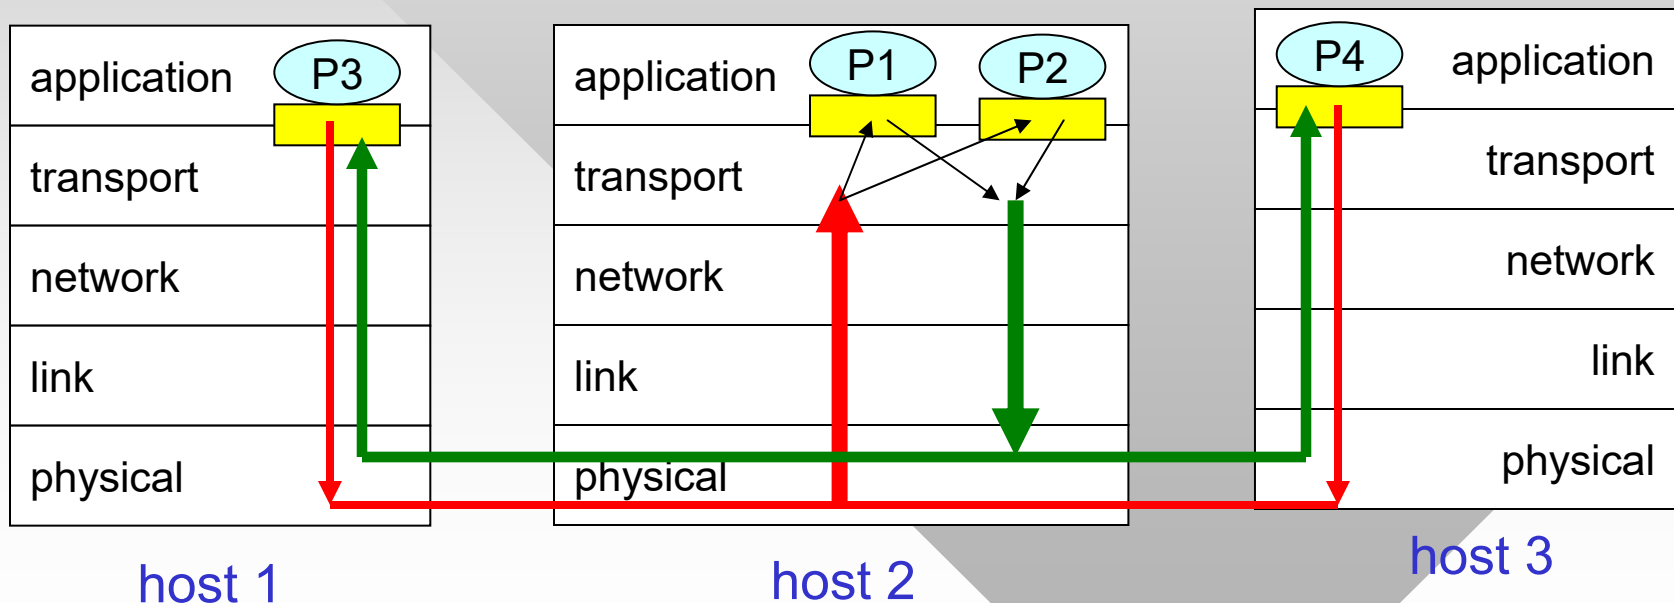 application
P3
transport
network
link
physical
host 1
application
P1
P2
transport
network
link
physical
host 2
P4
application
transport
network
link
physical
host 3